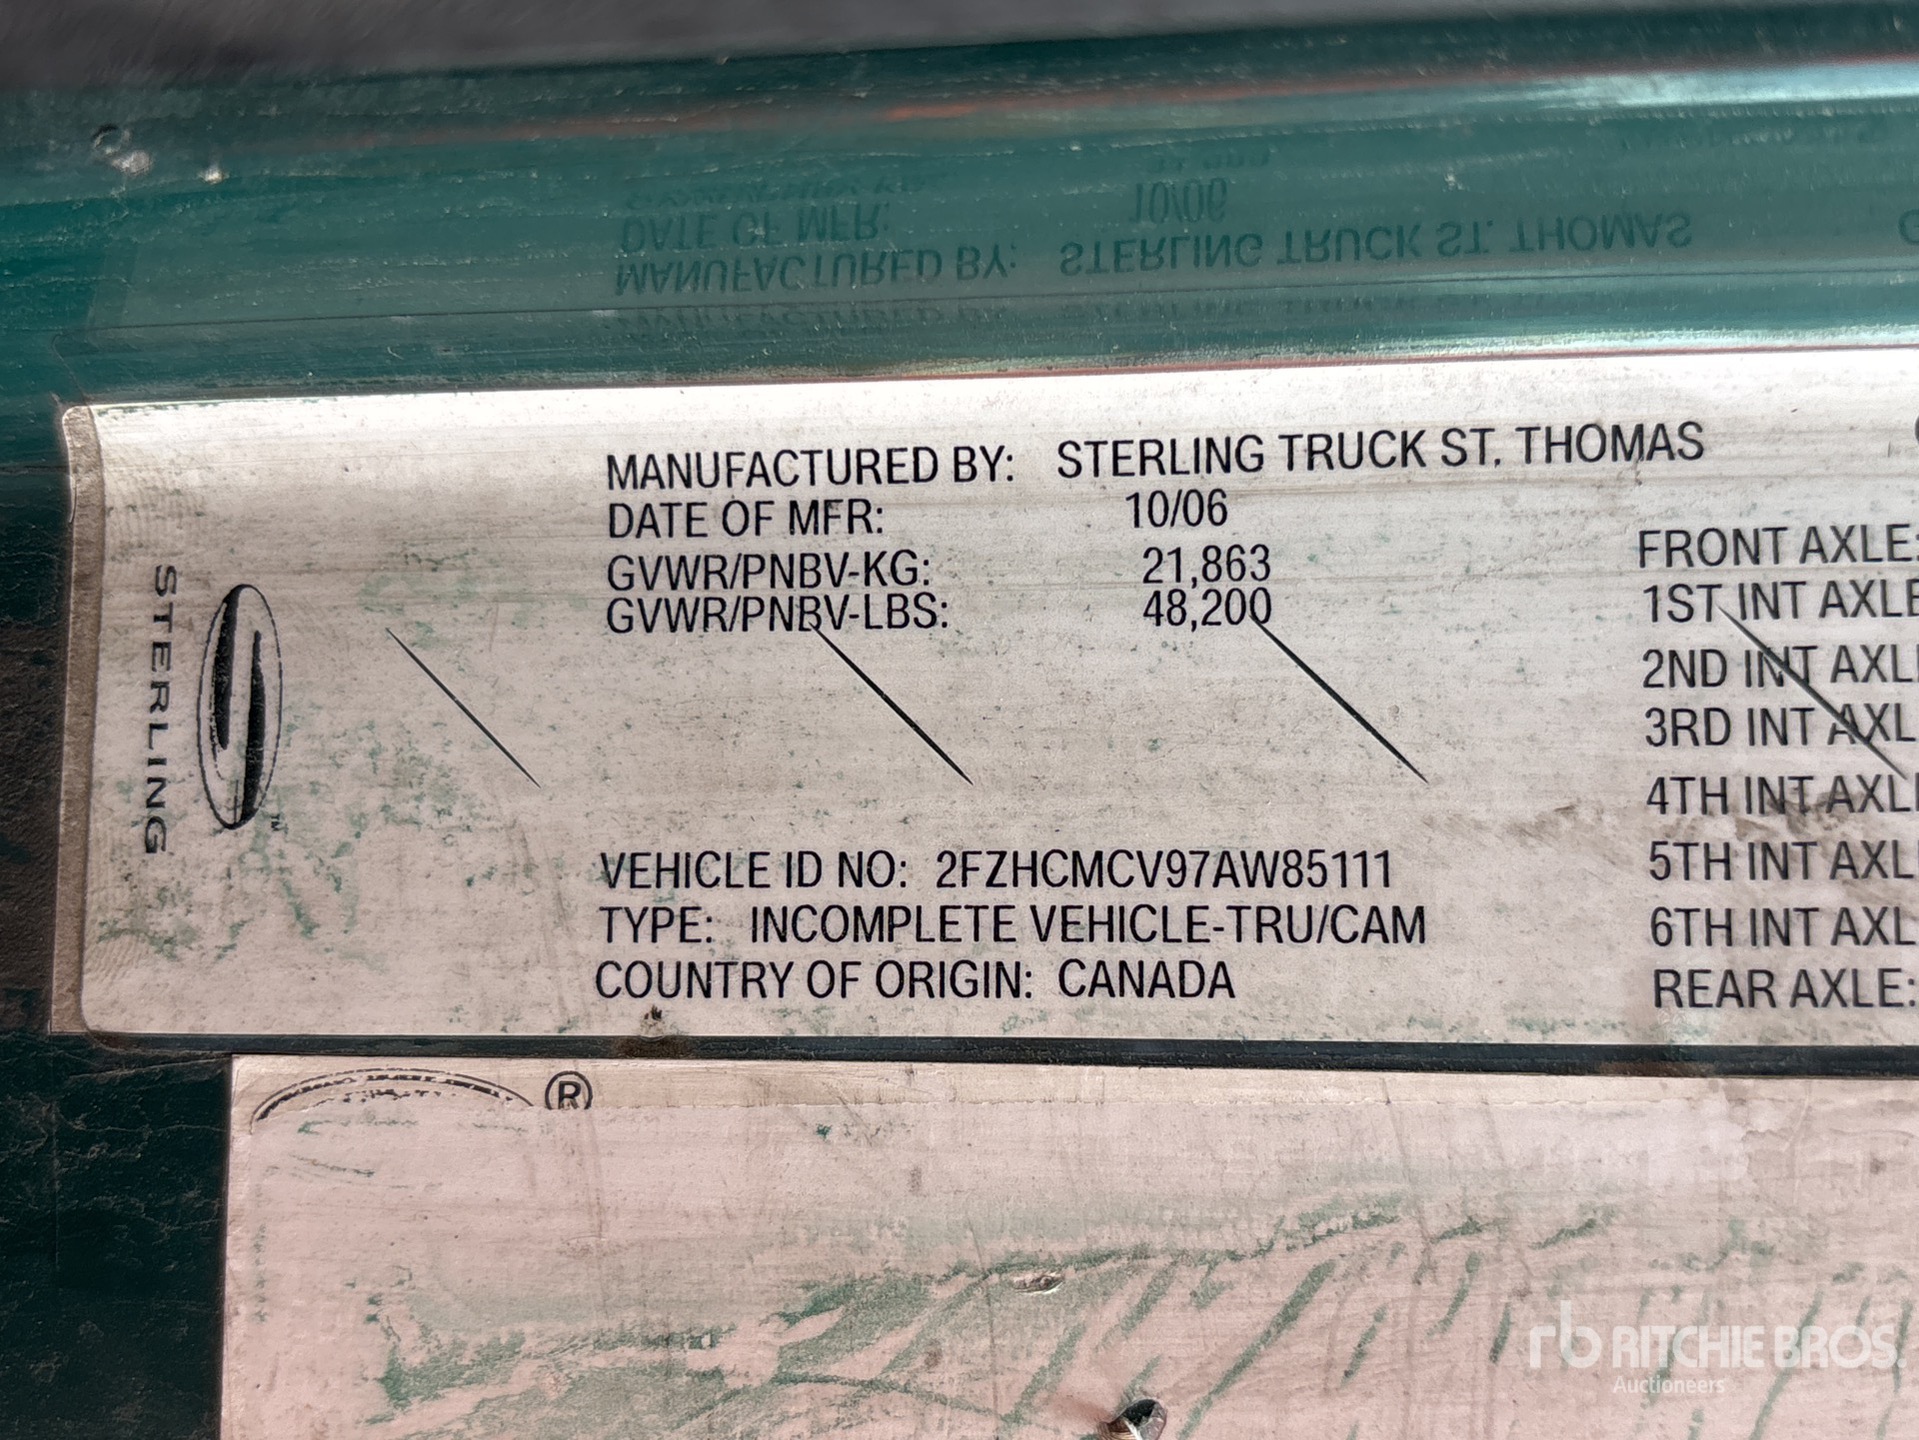 MANUFACTURED BY: STERLING TRUCK ST. THOMAS
DATE OF MFR: 10/06
GVWR/PNBV-KG: 21,863
GVWR/PNBV-LBS: 48,200
STERLING
TM
VEHICLE ID NO: 2FZHCMCV97AW85111
TYPE: INCOMPLETE VEHICLE-TRU/CAM
COUNTRY OF ORIGIN: CANADA
FRONT AXLE:
1ST INT AXLE
2ND INT AXL
3RD INT AXL
4TH INT AXL
5TH INT AXL
6TH INT AXL
REAR AXLE:
®
rb RITCHIE BROS.
Auctioneers